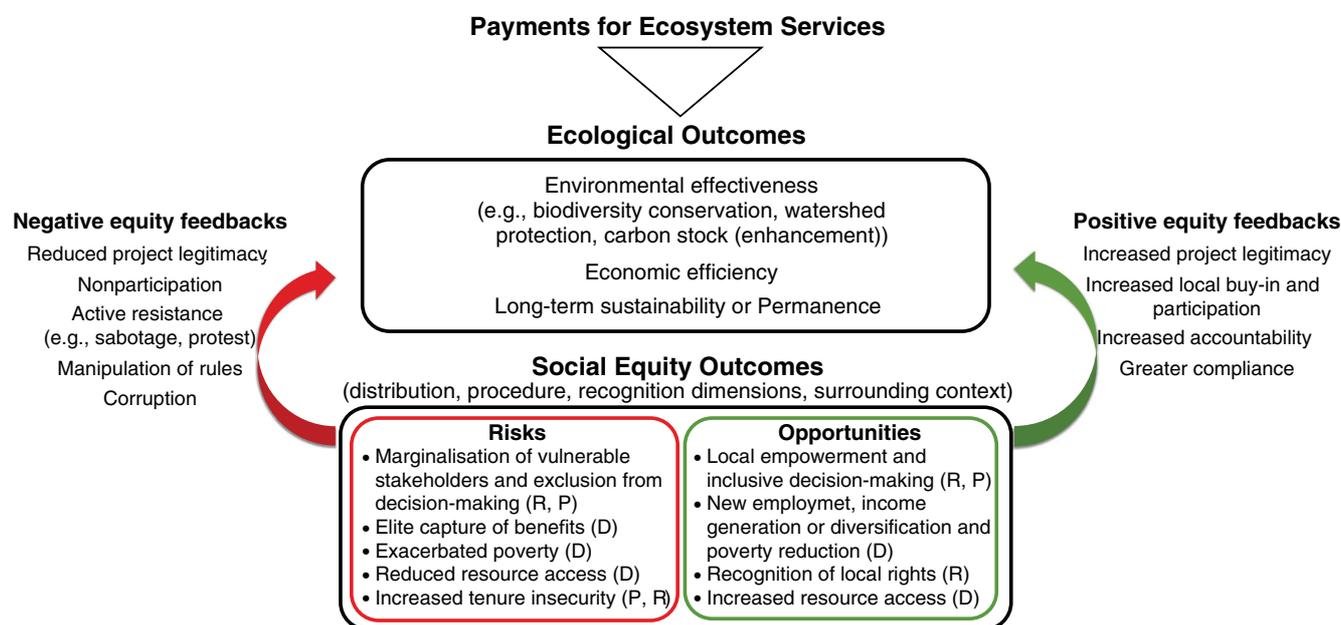 Payments for Ecosystem Services
Ecological Outcomes
Environmental effectiveness
(e.g., biodiversity conservation, watershed
protection, carbon stock (enhancement))
Economic efficiency
Long-term sustainability or Permanence
Negative equity feedbacks
Reduced project legitimacy
Nonparticipation
Active resistance
(e.g., sabotage, protest)
Manipulation of rules
Corruption
Positive equity feedbacks
Increased project legitimacy
Increased local buy-in and
participation
Increased accountability
Greater compliance
Social Equity Outcomes
(distribution, procedure, recognition dimensions, surrounding context)
Risks
• Marginalisation of vulnerable
stakeholders and exclusion from
decision-making (R, P)
• Elite capture of benefits (D)
• Exacerbated poverty (D)
• Reduced resource access (D)
• Increased tenure insecurity (P, R)
Opportunities
• Local empowerment and
inclusive decision-making (R, P)
• New employmet, income
generation or diversification and
poverty reduction (D)
• Recognition of local rights (R)
• Increased resource access (D)